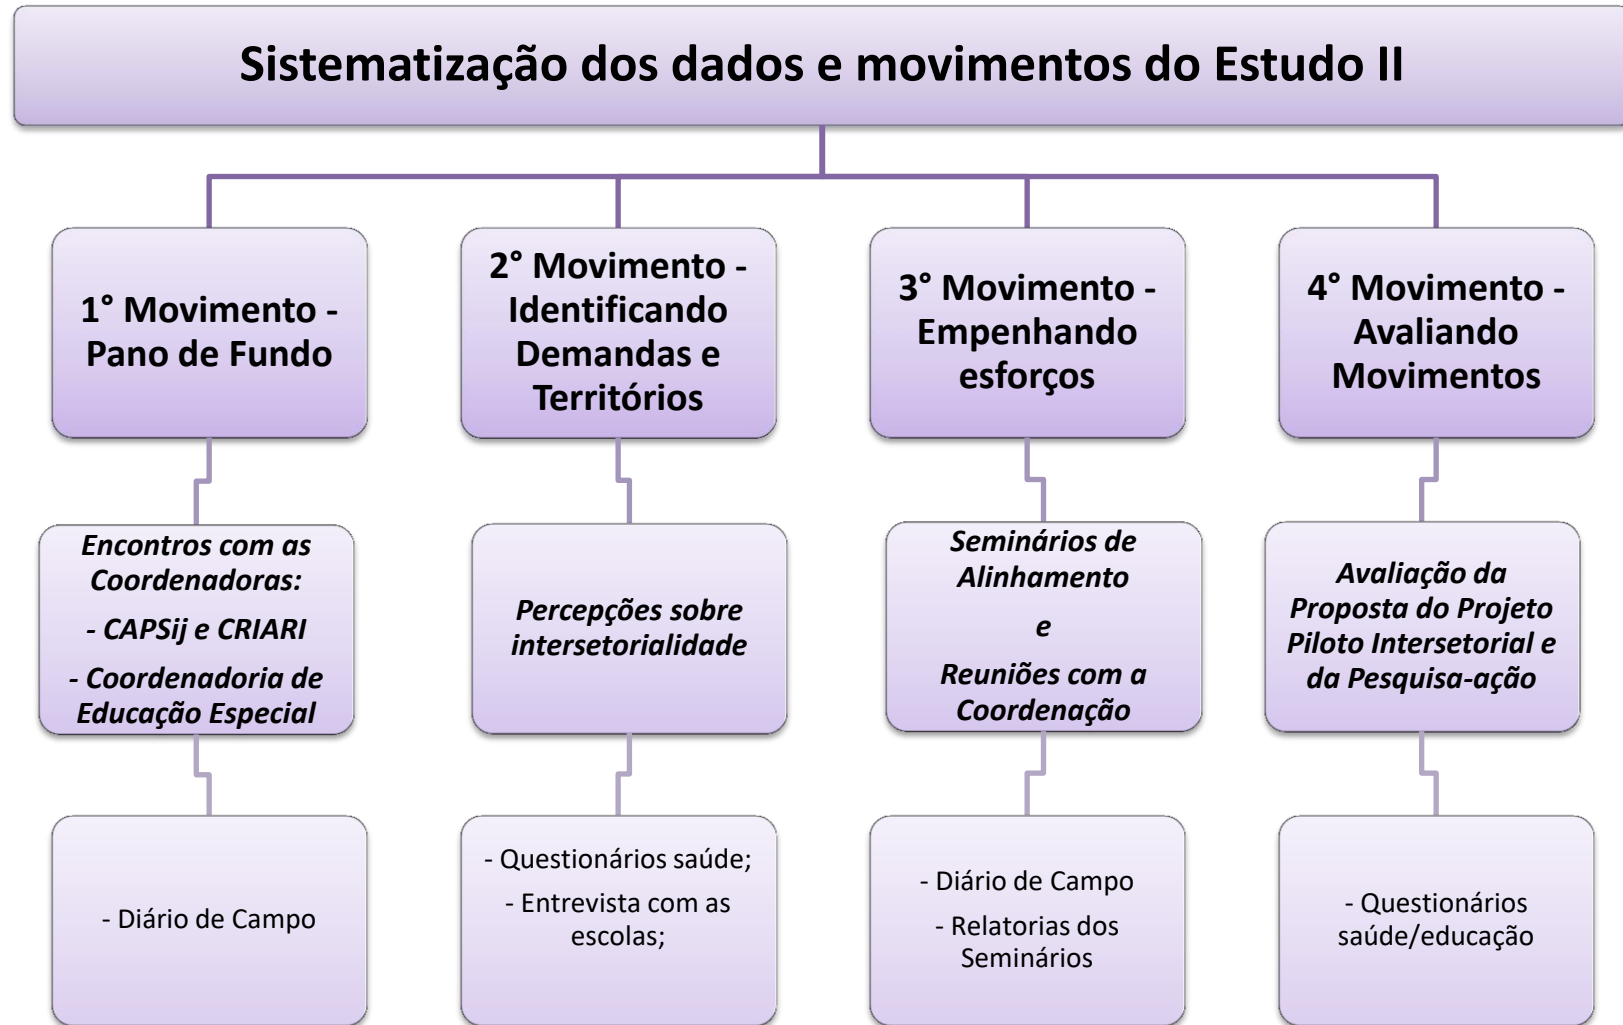 Sistematização dos dados e movimentos do Estudo II
1° Movimento -
Pano de Fundo
2° Movimento -
Identificando
Demandas e
Territórios
3° Movimento -
Empenhando
esforços
4° Movimento -
Avaliando
Movimentos
Encontros com as
Coordenadoras:
- CAPSij e CRIARI
- Coordenadoria de
Educação Especial
Percepções sobre
intersetorialidade
Seminários de
Alinhamento
e
Reuniões com a
Coordenação
Avaliação da
Proposta do Projeto
Piloto Intersetorial e
da Pesquisa-ação
- Diário de Campo
- Questionários saúde;
- Entrevista com as
escolas;
- Diário de Campo
- Relatorias dos
Seminários
- Questionários
saúde/educação